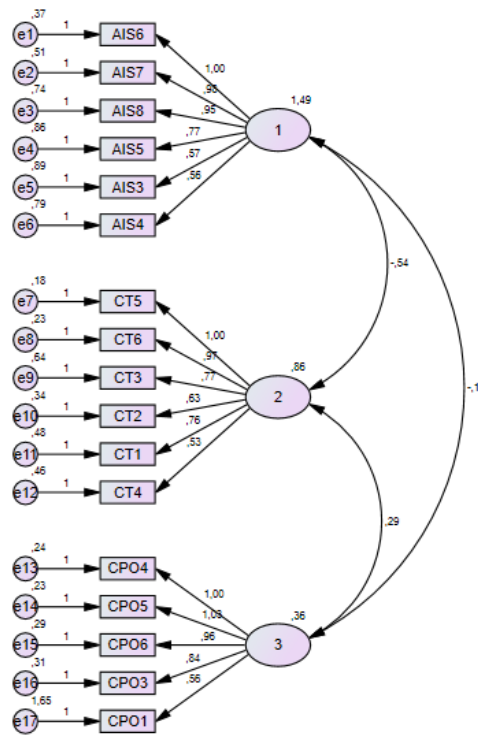 ,37
e1 1 AIS6
,51
e2 1 AIS7
,74
e3 1 AIS8
,86
e4 1 AIS5
,89
e5 1 AIS3
,79
e6 1 AIS4
1,00
,95
,77
,57
,56
1,49
1
-,54
-,1
,18
e7 1 CT5
,23
e8 1 CT6
,64
e9 1 CT3
,34
e10 1 CT2
,48
e11 1 CT1
,46
e12 1 CT4
1,00
,97
,77
,63
,76
,53
,86
2
,29
,24
e13 1 CPO4
,23
e14 1 CPO5
,29
e15 1 CPO6
,31
e16 1 CPO3
1,65
e17 1 CPO1
1,00
1,03
,96
,84
,56
,36
3